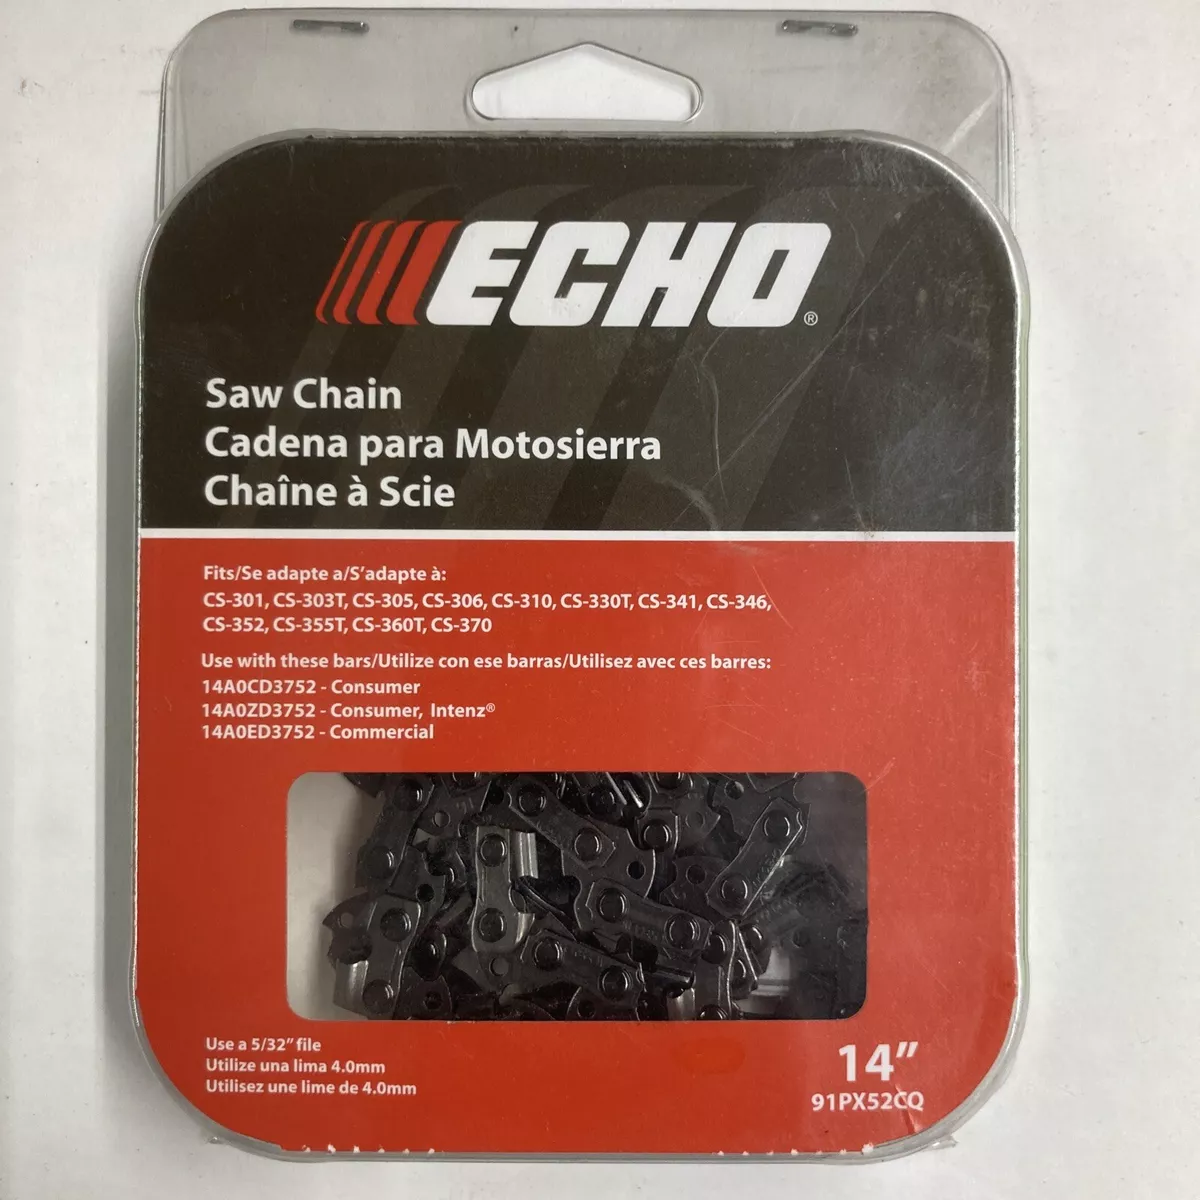 ECHO®
Saw Chain
Cadena para Motosierra
Chaîne à Scie
Fits/Se adapte a/S'adapte à:
CS-301, CS-303T, CS-305, CS-306, CS-310, CS-330T, CS-341, CS-346,
CS-352, CS-355T, CS-360T, CS-370
Use with these bars/Utilize con ese barras/Utilisez avec ces barres:
14A0CD3752 - Consumer
14A0ZD3752 - Consumer, Intenz®
14A0ED3752 - Commercial
Use a 5/32" file
Utilize una lima 4.0mm
Utilisez une lime de 4.0mm
14"
91PX52CQ